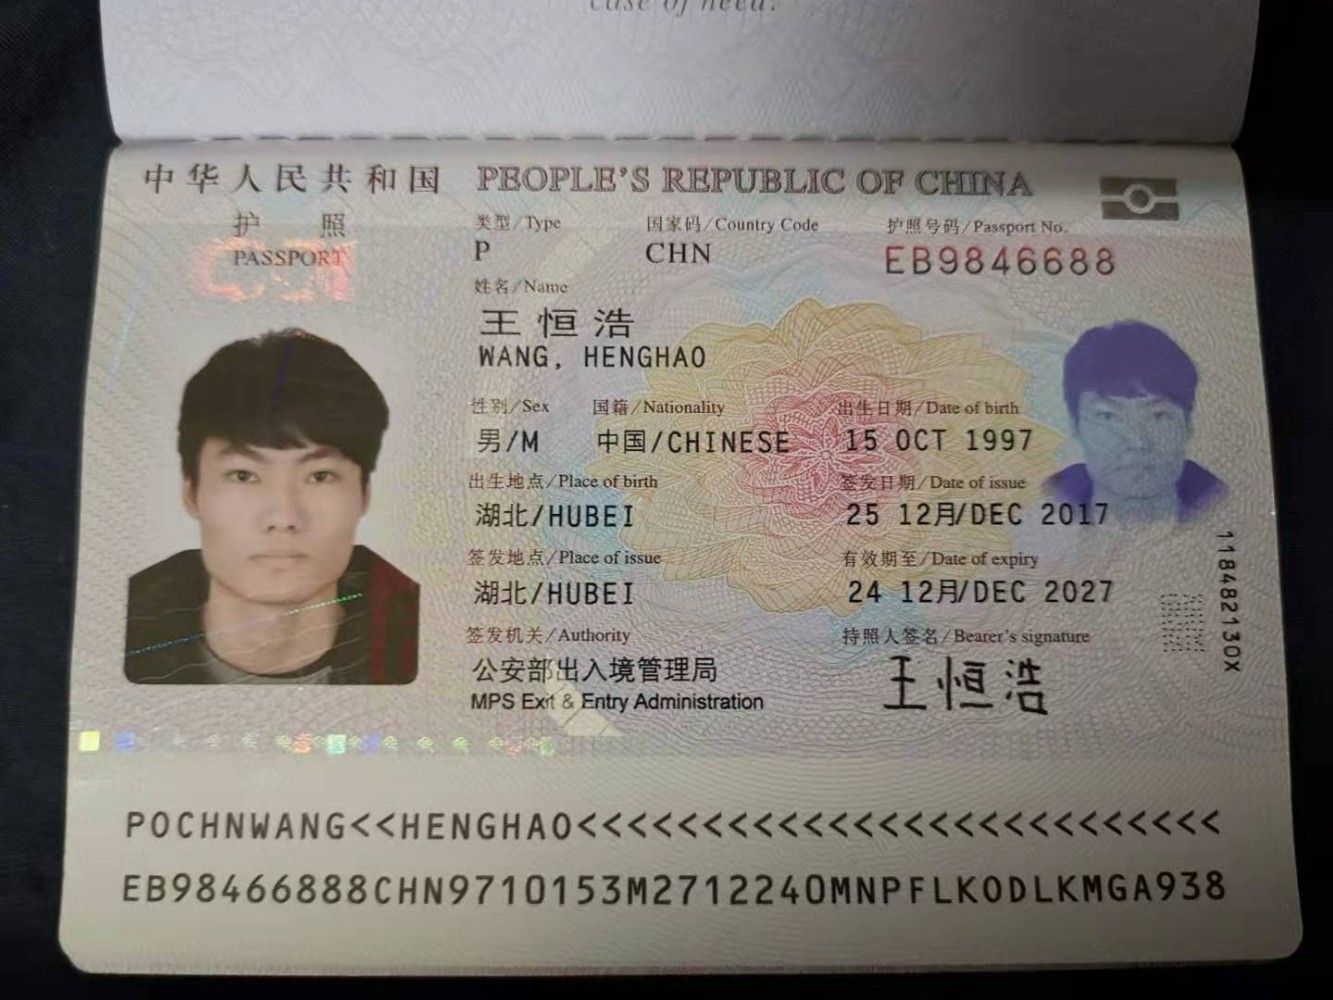 case of need.
中华人民共和国 PEOPLE'S REPUBLIC OF CHINA
护照 类型/Type 国家码/Country Code 护照号码/Passport No.
PASSPORT P CHN EB9846688
姓名/Name
王恒浩
WANG, HENGHAO
性别/Sex 国籍/Nationality 出生日期/Date of birth
男/M 中国/CHINESE 15 OCT 1997
出生地点/Place of birth 签发日期/Date of issue
湖北/HUBEI 25 12月/DEC 2017
签发地点/Place of issue 有效期至/Date of expiry
湖北/HUBEI 24 12月/DEC 2027
签发机关/Authority 持照人签名/Bearer's signature
公安部出入境管理局 王恒浩
MPS Exit & Entry Administration
118482130X
POCHNWANG<<HENGHAO<<<<<<<<<<<<<<<<<<<<<<<<<<
EB98466888CHN9710153M2712240MNPFLKODLKMGA938